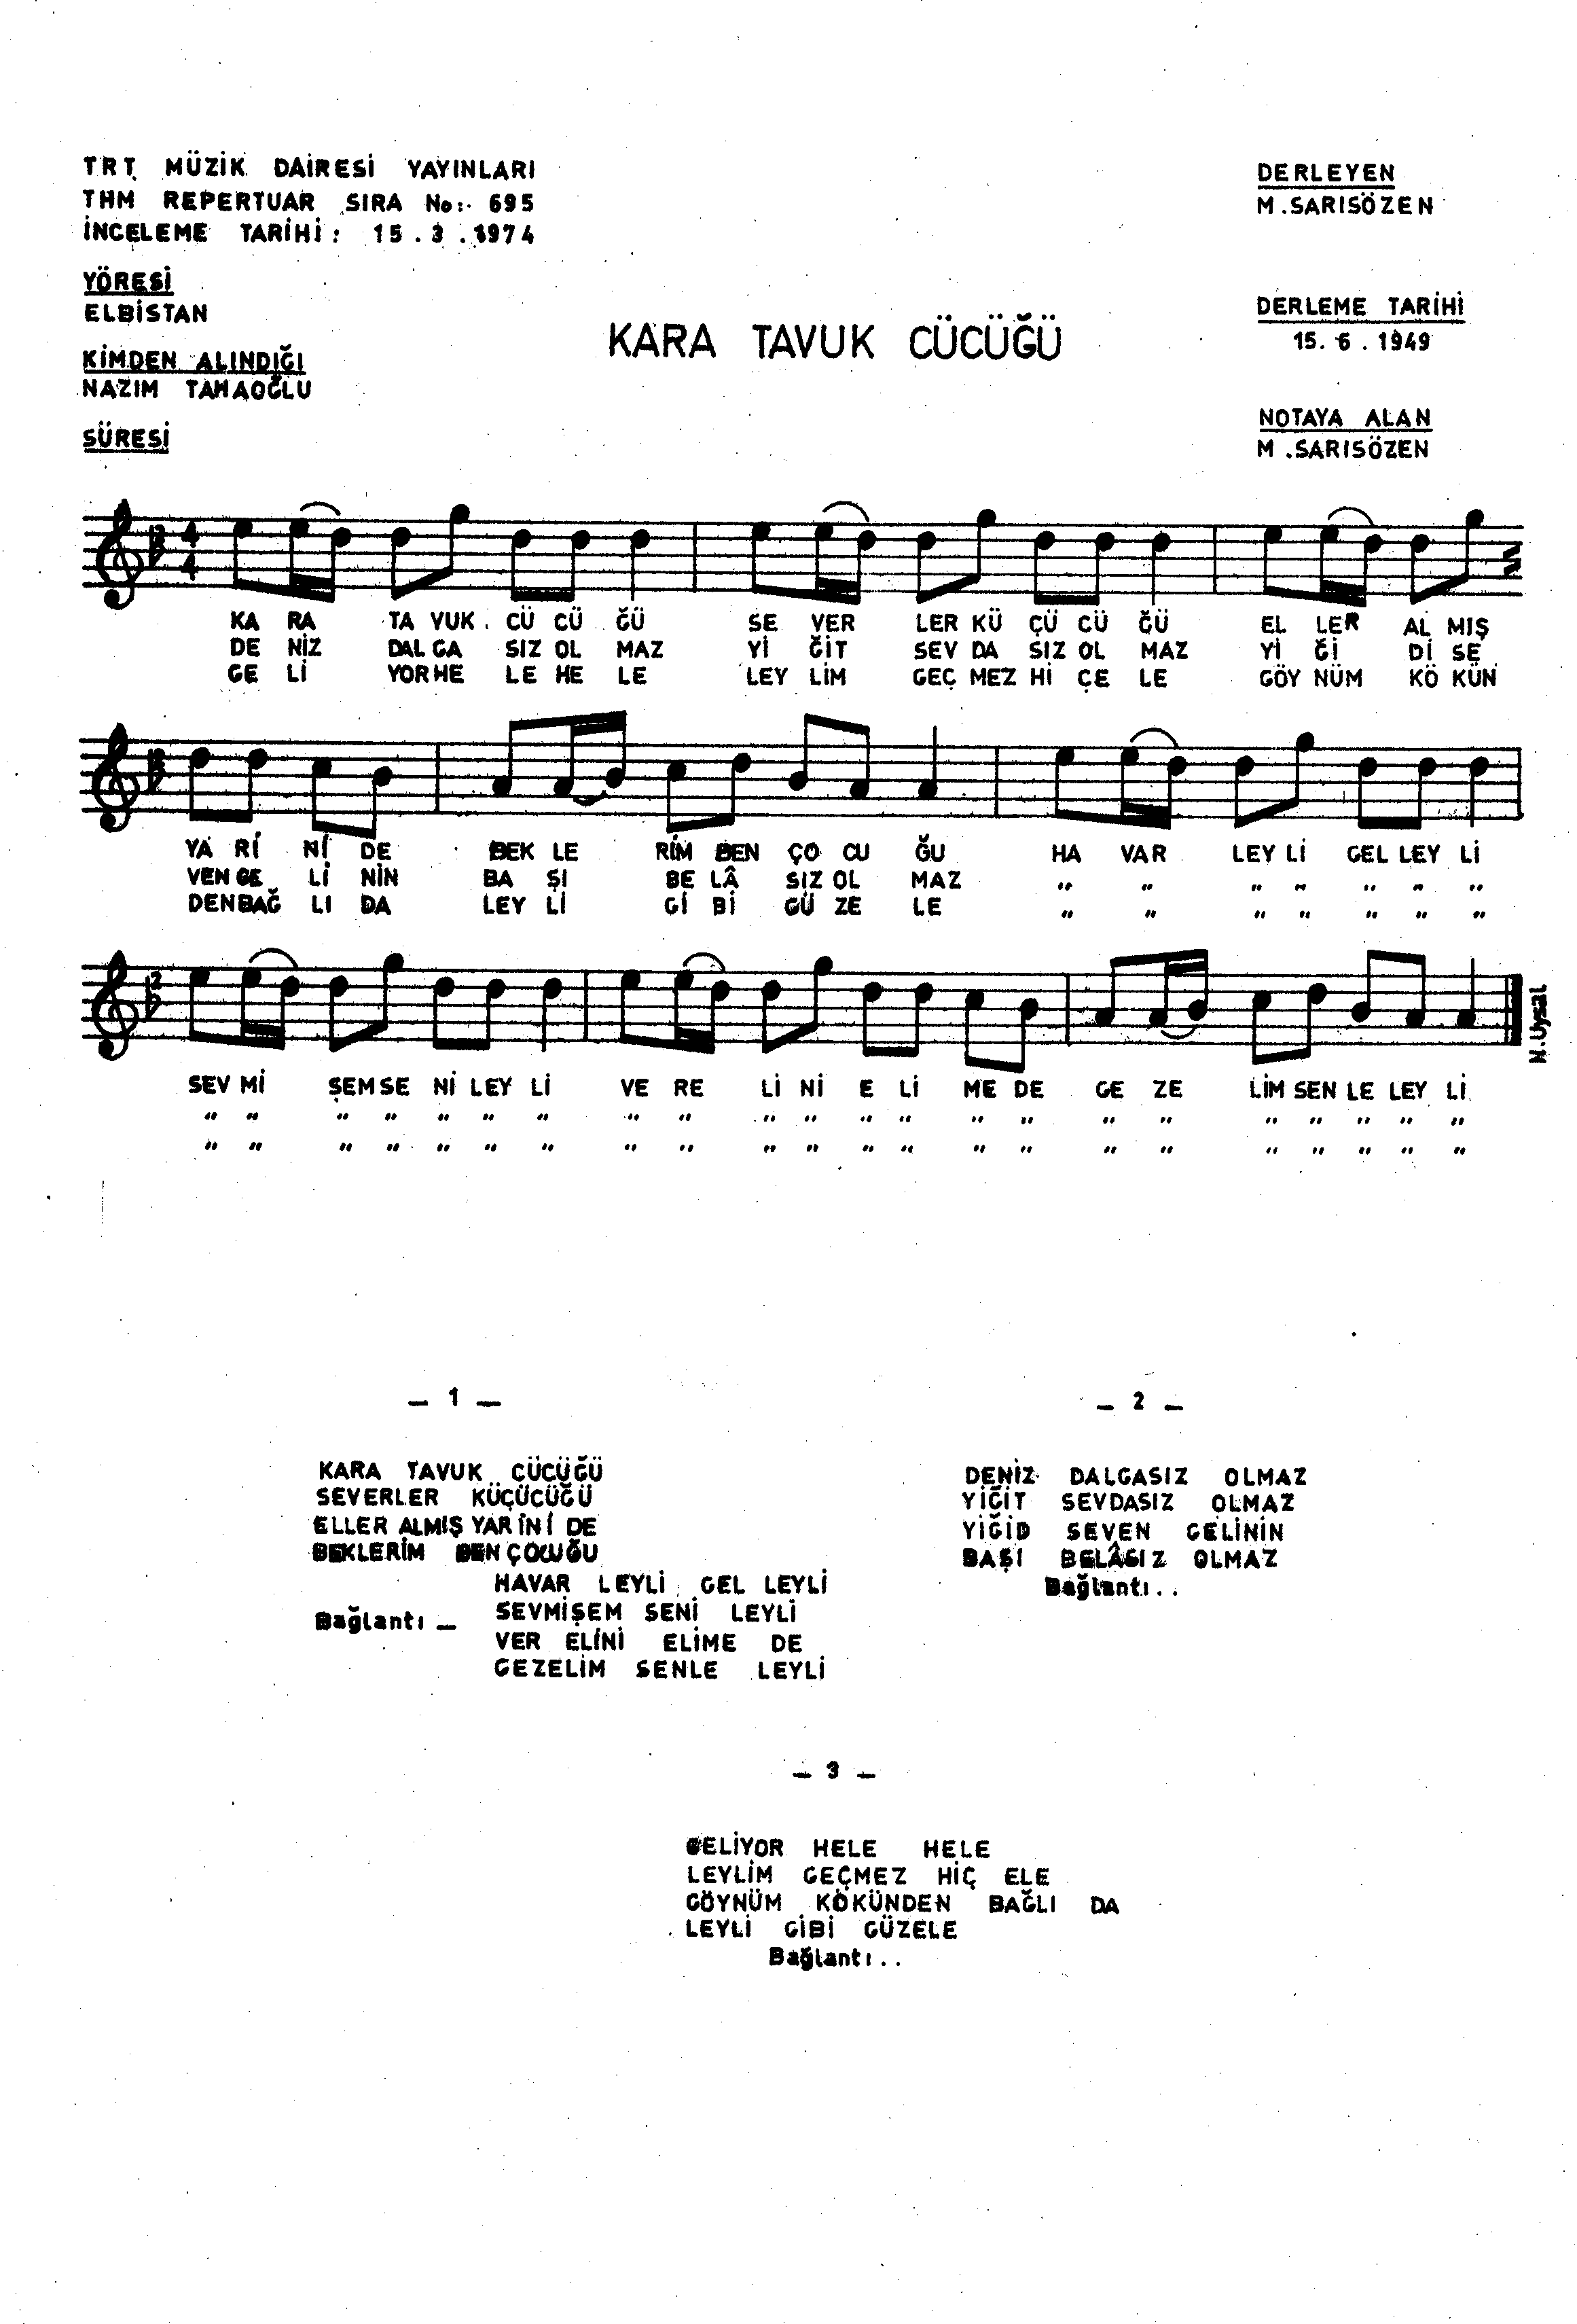 TRT MÜZİK DAİRESİ YAYINLARI
THM REPERTUAR SIRA No: 695
İNCELEME TARİHİ: 15.3.1974
YÖRESİ
ELBİSTAN
KİMDEN ALINDIĞI
NAZIM TAHAOĞLU
SÜRESİ
KARA TAVUK CÜCÜĞÜ
DERLEYEN
M.SARISÖZEN
DERLEME TARİHİ
15.6.1949
NOTAYA ALAN
M.SARISÖZEN
2
4
4
KA RA TA VUK CÜ CÜ ĞÜ SE VER LER KÜ ÇÜ CÜ ĞÜ EL LER AL MIŞ
DE NİZ DAL GA SIZ OL MAZ Yİ ĞİT SEV DA SIZ OL MAZ Yİ Ğİ Dİ SE
GE Lİ YOR HE LE HE LE LEY LİM GEÇ MEZ Hİ ÇE LE GÖY NÜM KÖ KÜN
2
YA Rİ Nİ DE BEK LE RİM BEN ÇO CU ĞU HA VAR LEY Lİ GEL LEY Lİ
VEN GE Lİ NİN BA ŞI BE LÂ SIZ OL MAZ " " " " " " "
DEN BAĞ LI DA LEY Lİ Gİ Bİ GÜ ZE LE " " " " " " "
2
SEV Mİ ŞEM SE Nİ LEY Lİ VE RE Lİ Nİ E Lİ ME DE GE ZE LİM SEN LE LEY Lİ
" " " " " " " " " " " " " " " " " " " " " "
" " " " " " " " " " " " " " " " " " " " " "
N.Uysal
— 1 —
KARA TAVUK CÜCÜĞÜ
SEVERLER KÜÇÜCÜĞÜ
ELLER ALMIŞ YARİNİ DE
BEKLERİM BEN ÇOCUĞU
HAVAR LEYLİ GEL LEYLİ
Bağlantı — SEVMİŞEM SENİ LEYLİ
VER ELİNİ ELİME DE
GEZELİM SENLE LEYLİ
— 2 —
DENİZ DALGASIZ OLMAZ
YİĞİT SEVDASIZ OLMAZ
YİĞİD SEVEN GELİNİN
BAŞI BELÂSIZ OLMAZ
Bağlantı..
— 3 —
GELİYOR HELE HELE
LEYLİM GEÇMEZ HİÇ ELE
GÖYNÜM KÖKÜNDEN BAĞLI DA
LEYLİ GİBİ GÜZELE
Bağlantı..